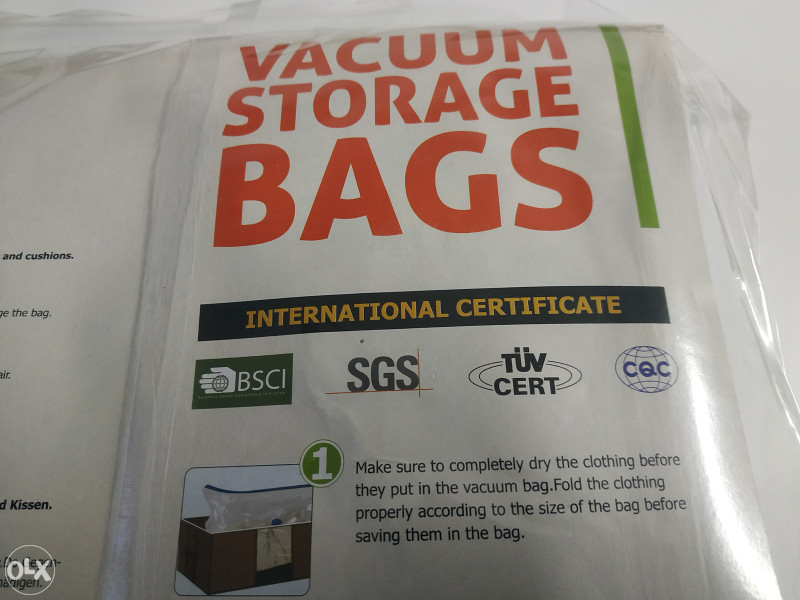 VACUUM
STORAGE
BAGS
and cushions.
ge the bag.
air.
INTERNATIONAL CERTIFICATE
BSCI
SGS
TÜV
CERT
CQC
1
Make sure to completely dry the clothing before
they put in the vacuum bag.Fold the clothing
properly according to the size of the bag before
saving them in the bag.
d Kissen.
OLX